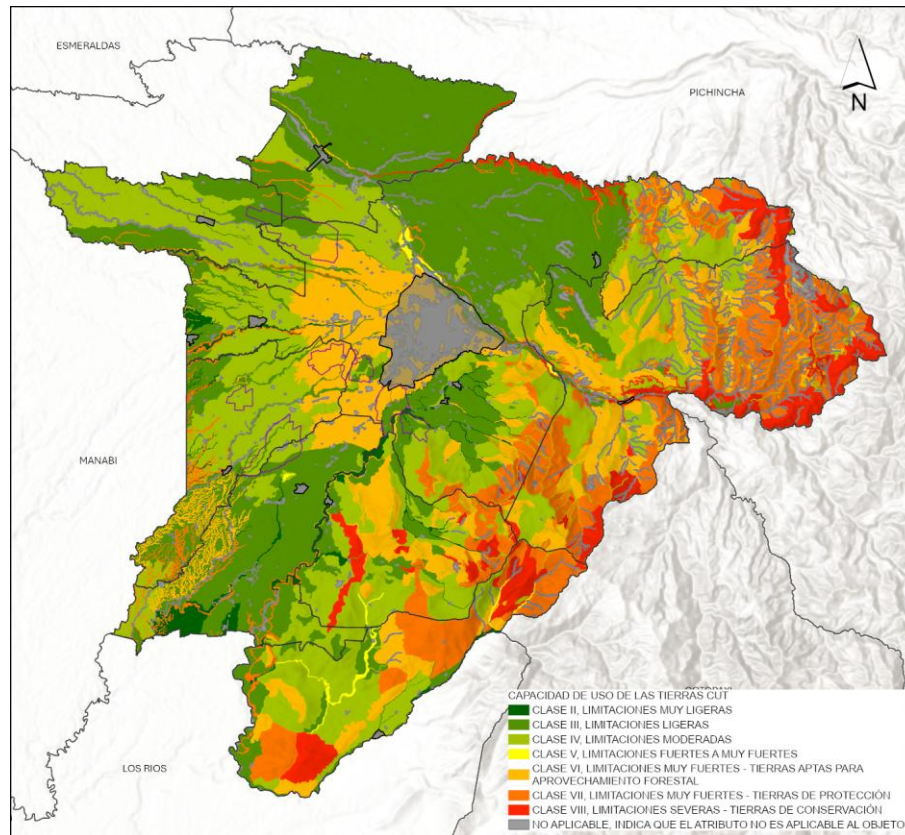 ESMERALDAS
PICHINCHA
N
MANABI
LOS RIOS
CAPACIDAD DE USO DE LAS TIERRAS CUT
CLASE II, LIMITACIONES MUY LIGERAS
CLASE III, LIMITACIONES LIGERAS
CLASE IV, LIMITACIONES MODERADAS
CLASE V, LIMITACIONES FUERTES A MUY FUERTES
CLASE VI, LIMITACIONES MUY FUERTES - TIERRAS APTAS PARA
APROVECHAMIENTO FORESTAL
CLASE VII, LIMITACIONES MUY FUERTES - TIERRAS DE PROTECCIÓN
CLASE VIII, LIMITACIONES SEVERAS - TIERRAS DE CONSERVACIÓN
NO APLICABLE, INDICA QUE EL ATRIBUTO NO ES APLICABLE AL OBJETO